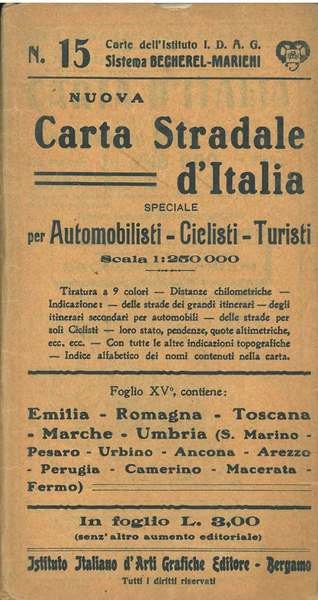 N. 15
Carte dell'Istituto I. D. A. G.
Sistema BECHEREL-MARIENI
NUOVA
Carta Stradale
d'Italia
SPECIALE
per Automobilisti - Ciclisti - Turisti
Scala 1:250 000
Tiratura a 9 colori — Distanze chilometriche —
Indicazione: — delle strade dei grandi itinerari — degli
itinerari secondari per automobili — delle strade per
soli Ciclisti — loro stato, pendenze, quote altimetriche,
ecc. ecc. — Con tutte le altre indicazioni topografiche
— Indice alfabetico dei nomi contenuti nella carta.
Foglio XVº, contiene:
Emilia - Romagna - Toscana
- Marche - Umbria (S. Marino -
Pesaro - Urbino - Ancona - Arezzo
- Perugia - Camerino - Macerata -
Fermo)
In foglio L. 3,00
(senz'altro aumento editoriale)
Istituto Italiano d'Arti Grafiche Editore - Bergamo
Tutti i diritti riservati